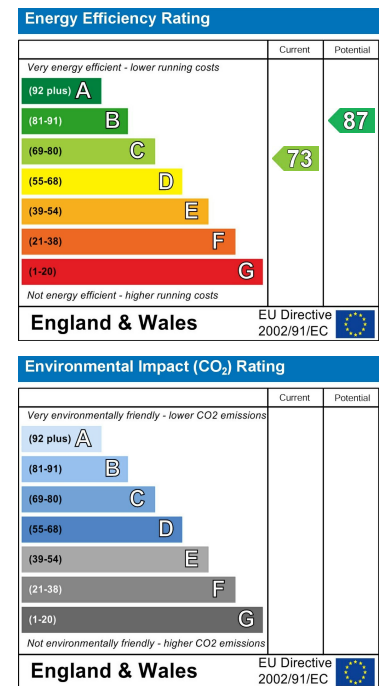 Energy Efficiency Rating
Current Potential
Very energy efficient - lower running costs
(92 plus) A
(81-91) B
87
(69-80) C
73
(55-68) D
(39-54) E
(21-38) F
(1-20) G
Not energy efficient - higher running costs
England & Wales
EU Directive
2002/91/EC
Environmental Impact (CO₂) Rating
Current Potential
Very environmentally friendly - lower CO2 emissions
(92 plus) A
(81-91) B
(69-80) C
(55-68) D
(39-54) E
(21-38) F
(1-20) G
Not environmentally friendly - higher CO2 emissions
England & Wales
EU Directive
2002/91/EC